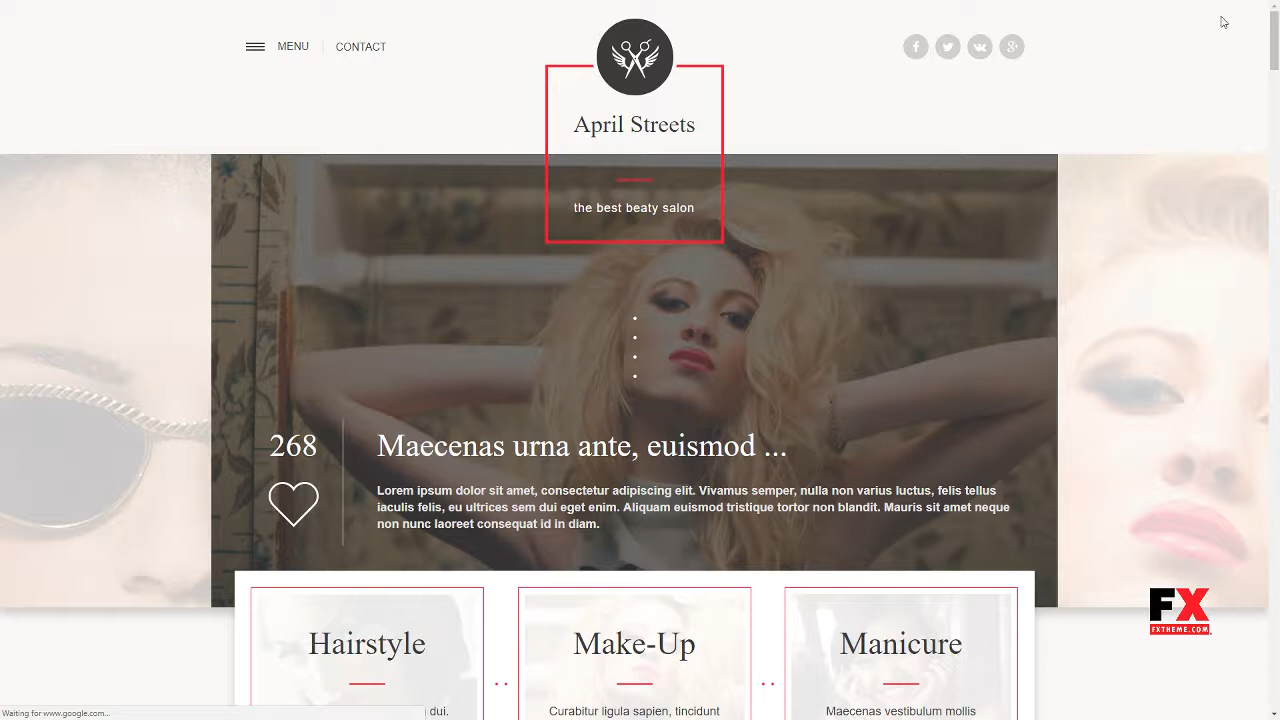 MENU
CONTACT
April Streets
the best beaty salon
268
Maecenas urna ante, euismod ...
Lorem ipsum dolor sit amet, consectetur adipiscing elit. Vivamus semper, nulla non varius luctus, felis tellus
iaculis felis, eu ultrices sem dui eget enim. Aliquam euismod tristique tortor non blandit. Mauris sit amet neque
non nunc laoreet consequat id in diam.
FX
FXTHEME.COM
Hairstyle
Make-Up
Manicure
dui.
Curabitur ligula sapien, tincidunt
Maecenas vestibulum mollis
Waiting for www.google.com...